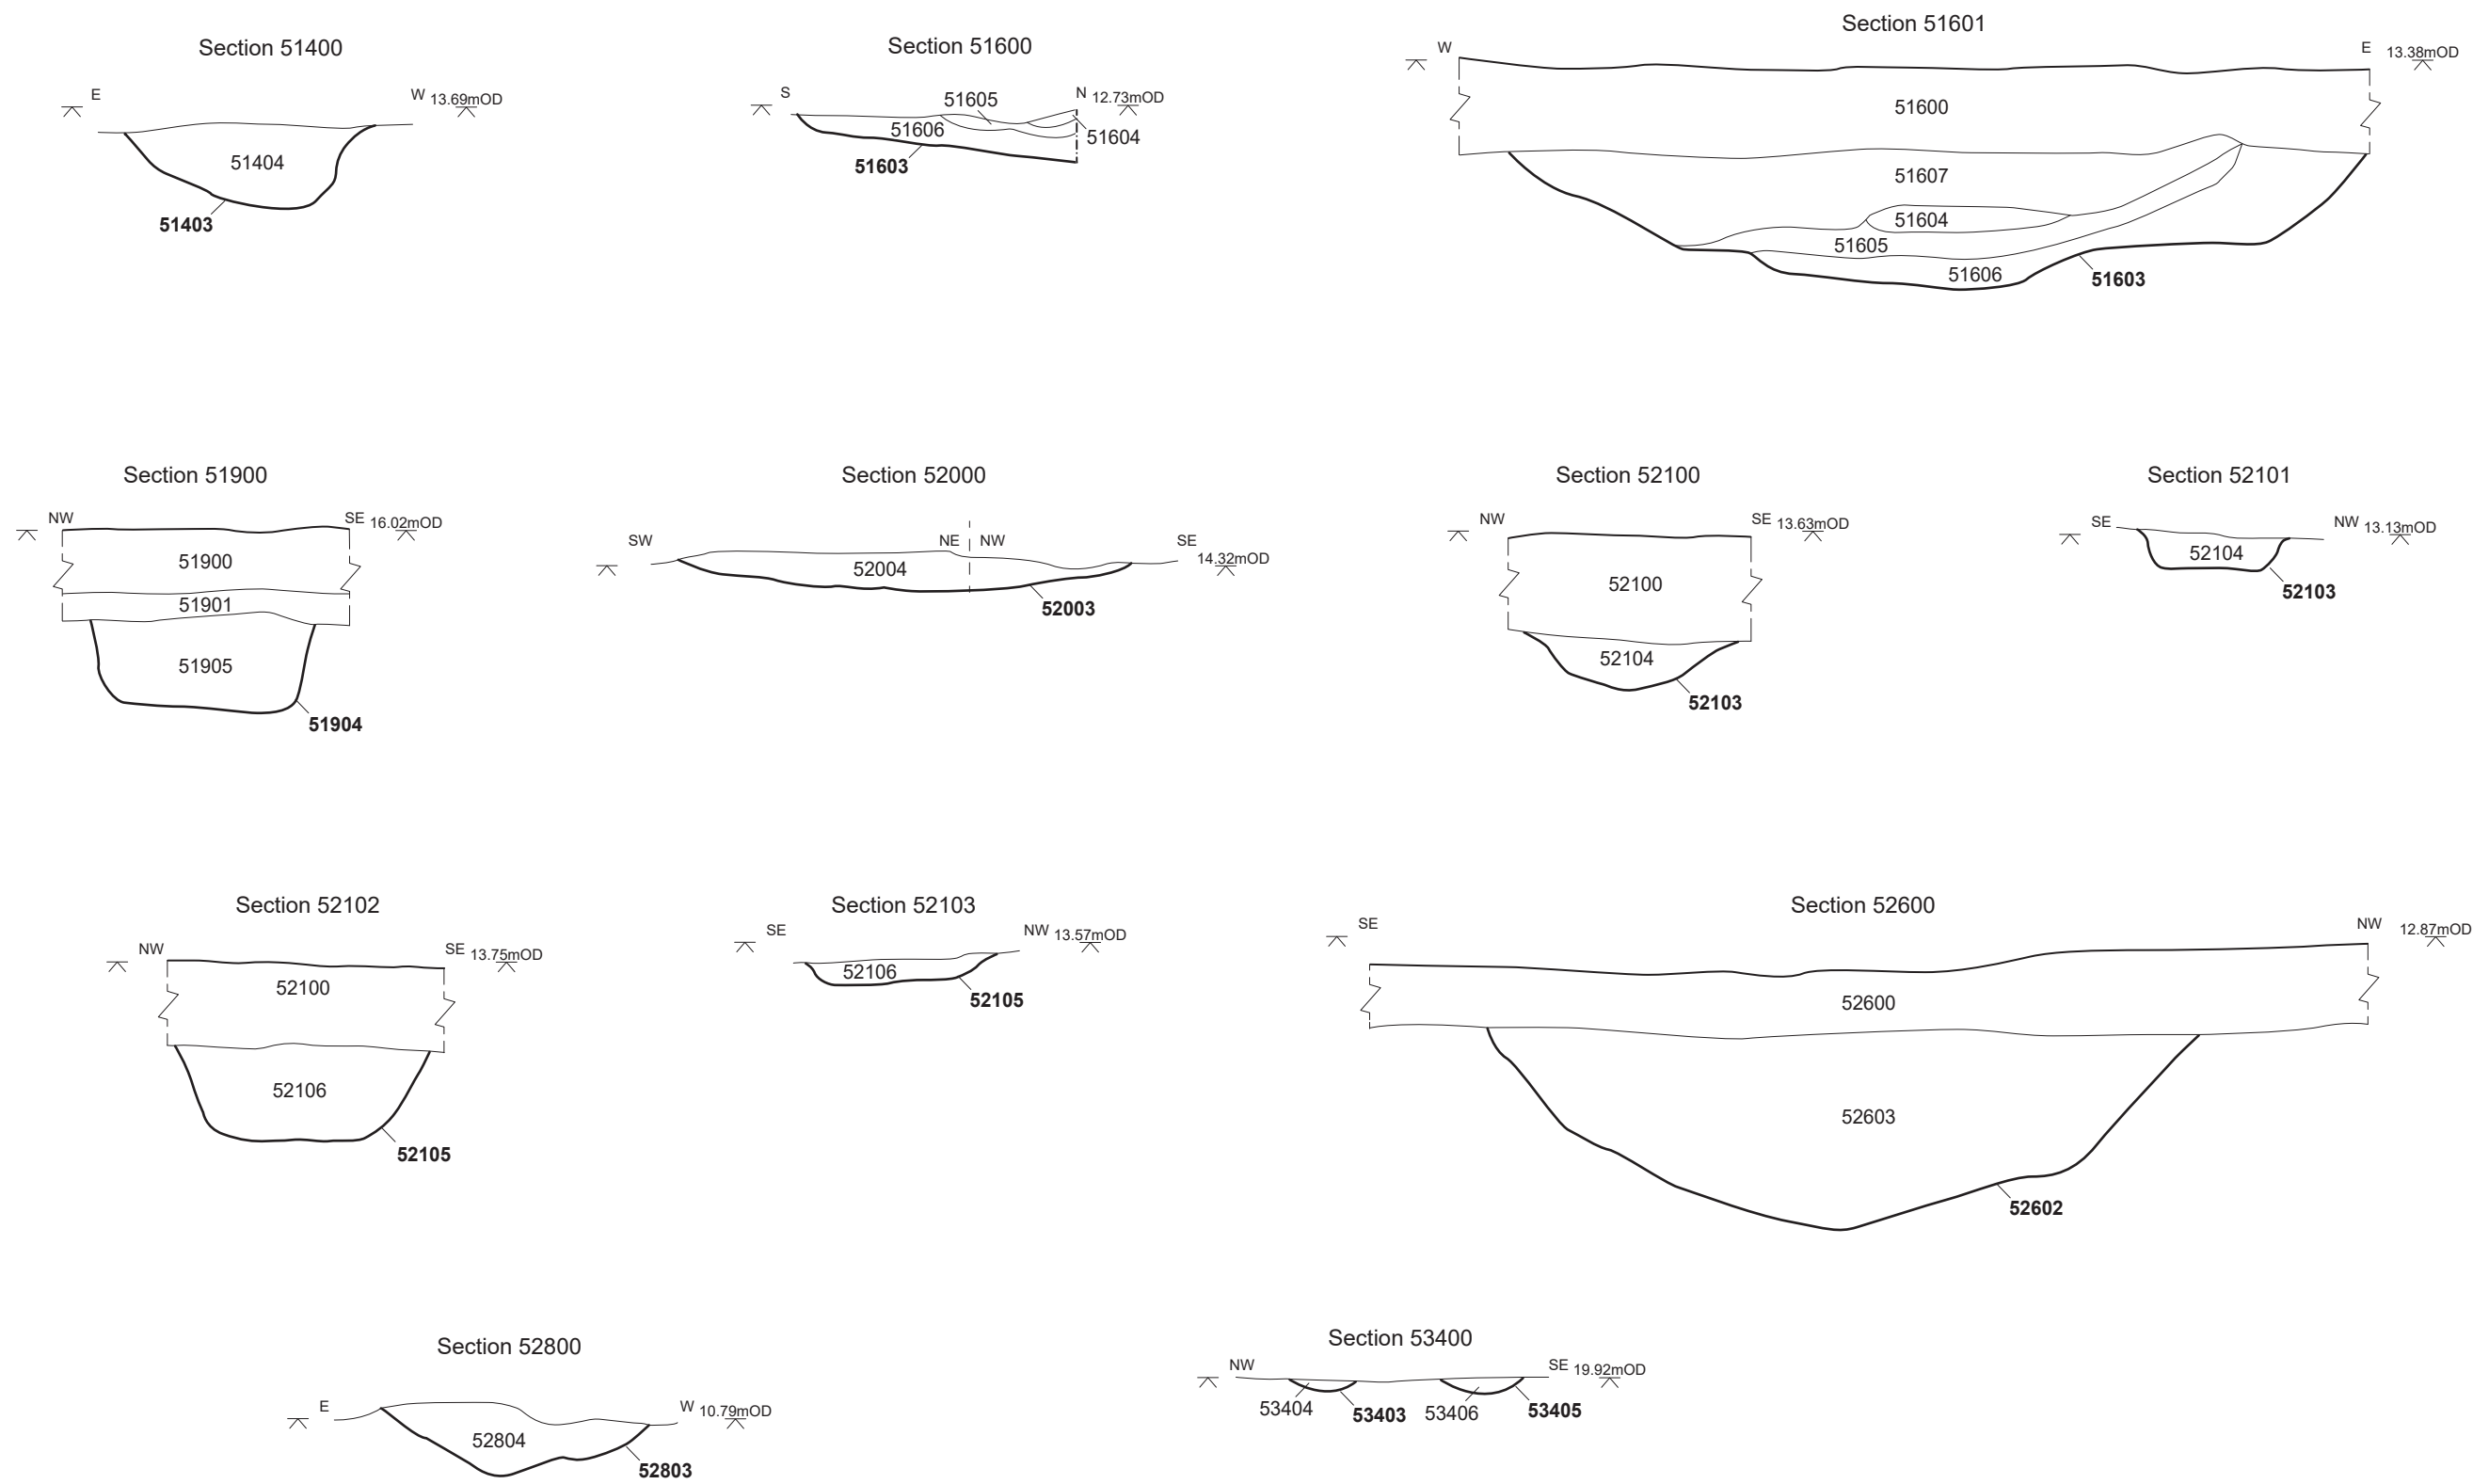 Section 51400
E
W 13.69mOD
51404
51403
Section 51600
S
N 12.73mOD
51605
51606
51604
51603
Section 51601
W
E 13.38mOD
51600
51607
51604
51605
51606
51603
Section 51900
NW
SE 16.02mOD
51900
51901
51905
51904
Section 52000
SW
NE NW
SE
14.32mOD
52004
52003
Section 52100
NW
SE 13.63mOD
52100
52104
52103
Section 52101
SE
NW 13.13mOD
52104
52103
Section 52102
NW
SE 13.75mOD
52100
52106
52105
Section 52103
SE
NW 13.57mOD
52106
52105
Section 52600
SE
NW 12.87mOD
52600
52603
52602
Section 52800
E
W 10.79mOD
52804
52803
Section 53400
NW
SE 19.92mOD
53404
53403
53406
53405